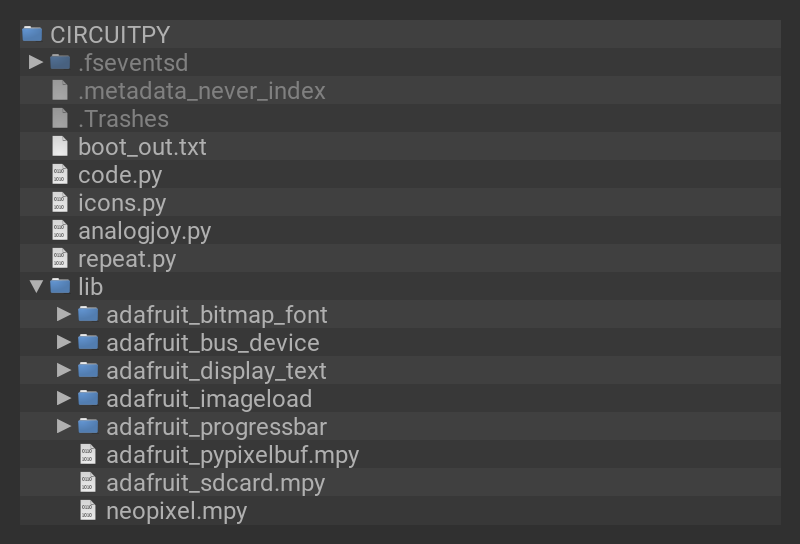 CIRCUITPY
.fseventsd
.metadata_never_index
.Trashes
boot_out.txt
code.py
icons.py
analogjoy.py
repeat.py
lib
adafruit_bitmap_font
adafruit_bus_device
adafruit_display_text
adafruit_imageload
adafruit_progressbar
adafruit_pypixelbuf.mpy
adafruit_sdcard.mpy
neopixel.mpy